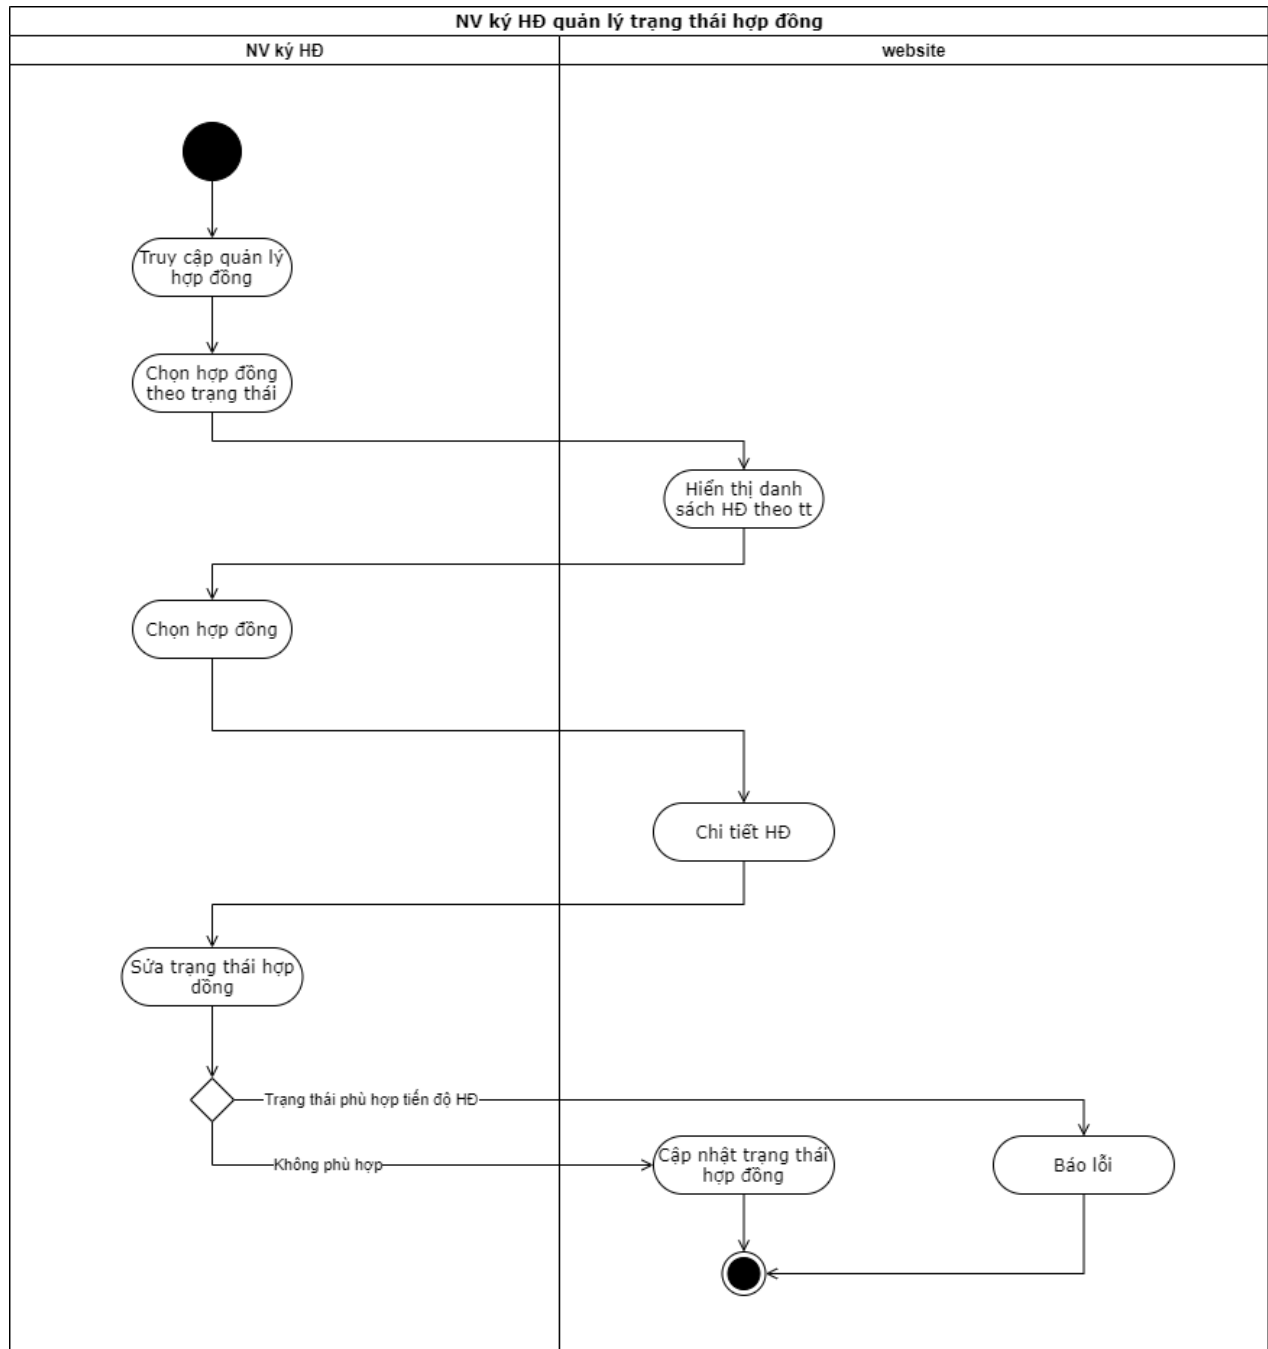 NV ký HĐ quản lý trạng thái hợp đồng
NV ký HĐ
website
Truy cập quản lý
hợp đồng
Chọn hợp đồng
theo trạng thái
Hiển thị danh
sách HĐ theo tt
Chọn hợp đồng
Chi tiết HĐ
Sửa trạng thái hợp
dồng
Trạng thái phù hợp tiến độ HĐ
Không phù hợp
Cập nhật trạng thái
hợp đồng
Báo lỗi